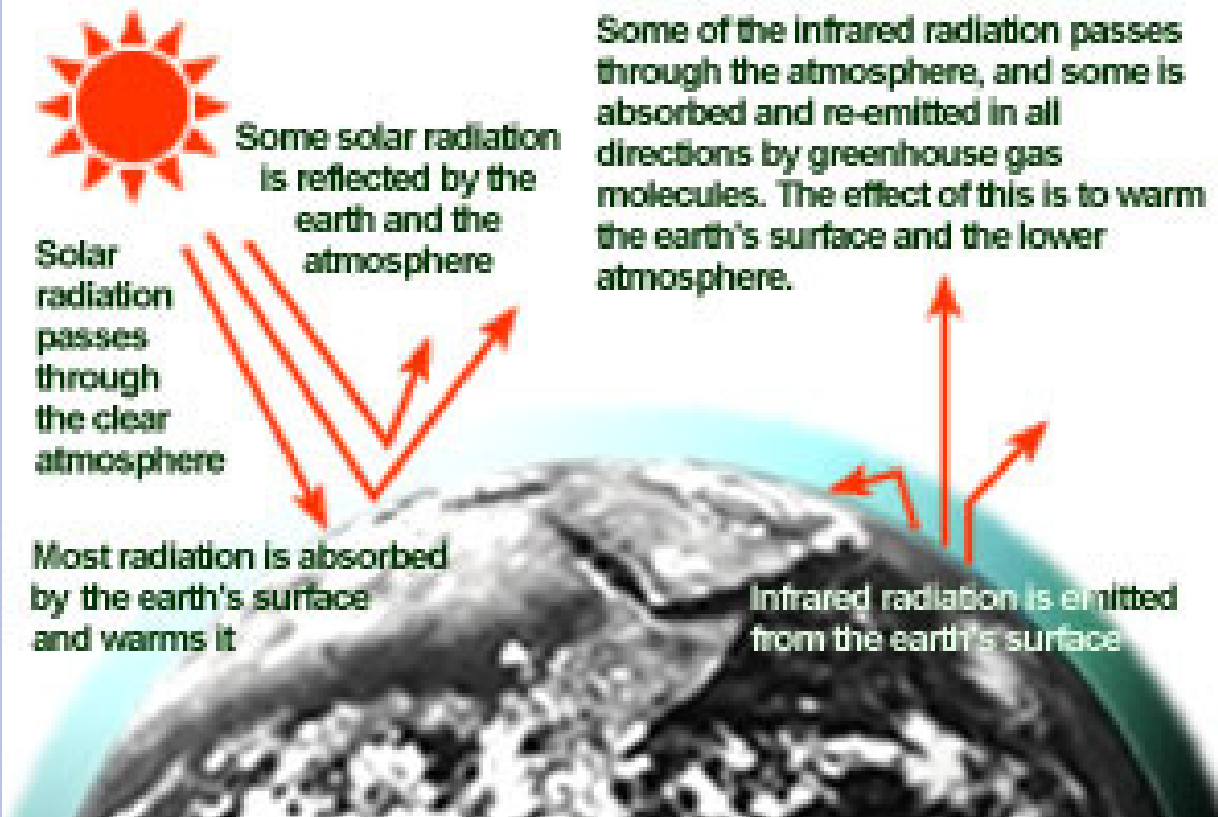 Some solar radiation
is reflected by the
earth and the
atmosphere
Solar
radiation
passes
through
the clear
atmosphere
Some of the infrared radiation passes
through the atmosphere, and some is
absorbed and re-emitted in all
directions by greenhouse gas
molecules. The effect of this is to warm
the earth's surface and the lower
atmosphere.
Most radiation is absorbed
by the earth's surface
and warms it
Infrared radiation is emitted
from the earth's surface